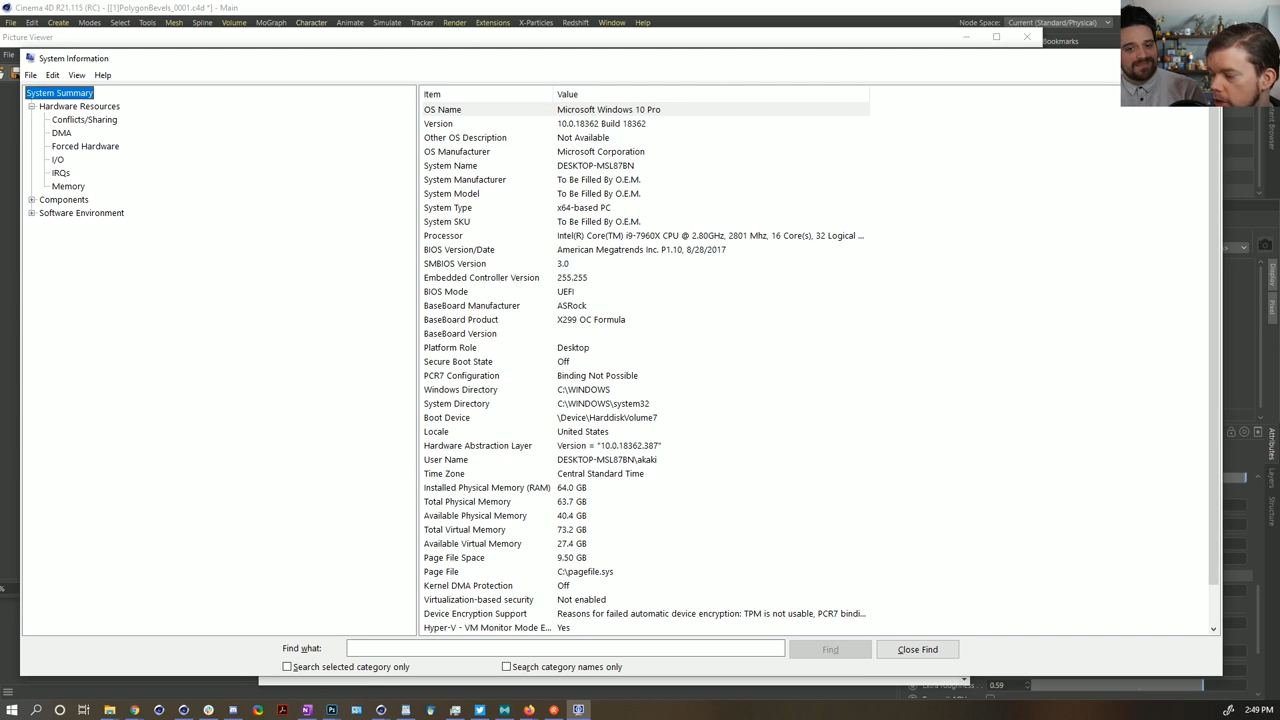 Cinema 4D R21.115 (RC) - [[1]PolygonBevels_0001.c4d *] - Main
File Edit Create Modes Select Tools Mesh Spline Volume MoGraph Character Animate Simulate Tracker Render Extensions X-Particles Redshift Window Help Node Space: Current (Standard/Physical)
Picture Viewer
Bookmarks
File
System Information
File Edit View Help
System Summary
Hardware Resources
Conflicts/Sharing
DMA
Forced Hardware
I/O
IRQs
Memory
Components
Software Environment
Item Value
OS Name Microsoft Windows 10 Pro
Version 10.0.18362 Build 18362
Other OS Description Not Available
OS Manufacturer Microsoft Corporation
System Name DESKTOP-MSL87BN
System Manufacturer To Be Filled By O.E.M.
System Model To Be Filled By O.E.M.
System Type x64-based PC
System SKU To Be Filled By O.E.M.
Processor Intel(R) Core(TM) i9-7960X CPU @ 2.80GHz, 2801 Mhz, 16 Core(s), 32 Logical ...
BIOS Version/Date American Megatrends Inc. P1.10, 8/28/2017
SMBIOS Version 3.0
Embedded Controller Version 255.255
BIOS Mode UEFI
BaseBoard Manufacturer ASRock
BaseBoard Product X299 OC Formula
BaseBoard Version
Platform Role Desktop
Secure Boot State Off
PCR7 Configuration Binding Not Possible
Windows Directory C:\WINDOWS
System Directory C:\WINDOWS\system32
Boot Device \Device\HarddiskVolume7
Locale United States
Hardware Abstraction Layer Version = "10.0.18362.387"
User Name DESKTOP-MSL87BN\akaki
Time Zone Central Standard Time
Installed Physical Memory (RAM) 64.0 GB
Total Physical Memory 63.7 GB
Available Physical Memory 40.4 GB
Total Virtual Memory 73.2 GB
Available Virtual Memory 27.4 GB
Page File Space 9.50 GB
Page File C:\pagefile.sys
Kernel DMA Protection Off
Virtualization-based security Not enabled
Device Encryption Support Reasons for failed automatic device encryption: TPM is not usable, PCR7 bindi...
Hyper-V - VM Monitor Mode E... Yes
Find what: Find Close Find
Search selected category only Search category names only
Content Browser
Display
Pixel
Attributes
Layers
Structure
%
Extra Roughness 0.59
2:49 PM